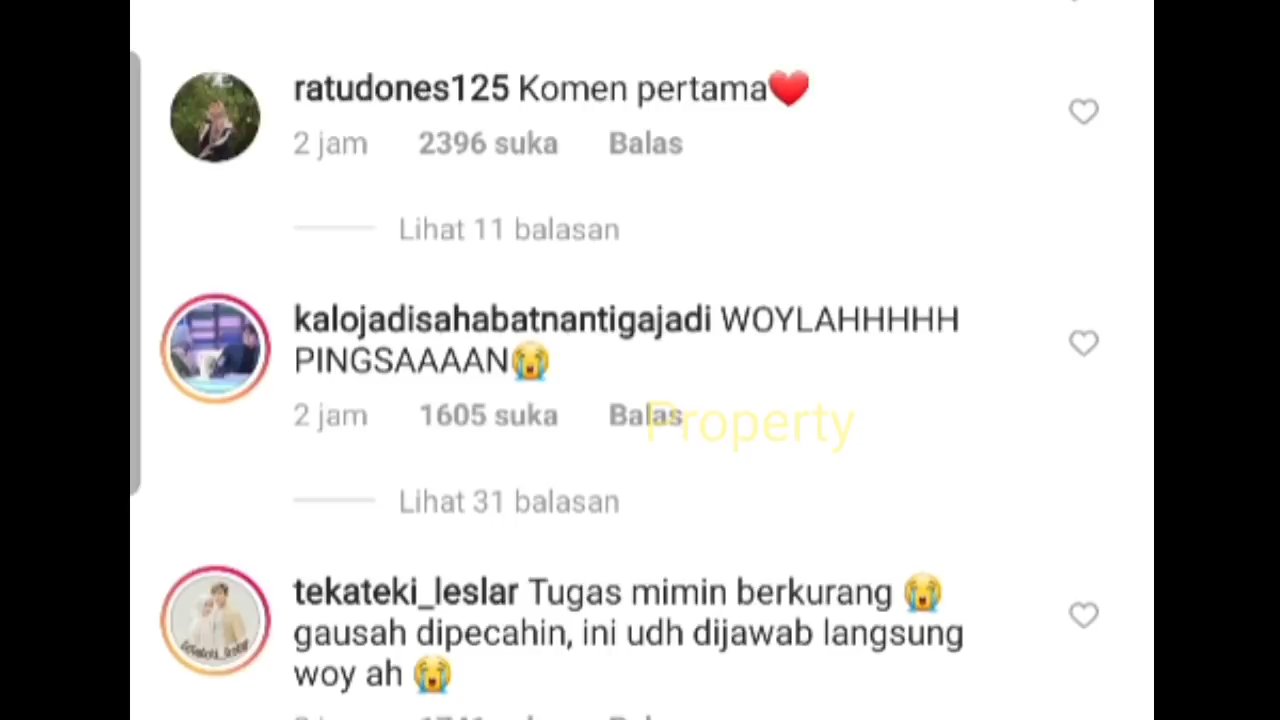 ratudones125 Komen pertama❤️
2 jam 2396 suka Balas
Lihat 11 balasan
kalojadisahabatnantigajadi WOYLAHHHHH
PINGSAAAAN😭
2 jam 1605 suka Balas
Property
Lihat 31 balasan
tekateki_leslar Tugas mimin berkurang 😭
gausah dipecahin, ini udh dijawab langsung
woy ah 😭